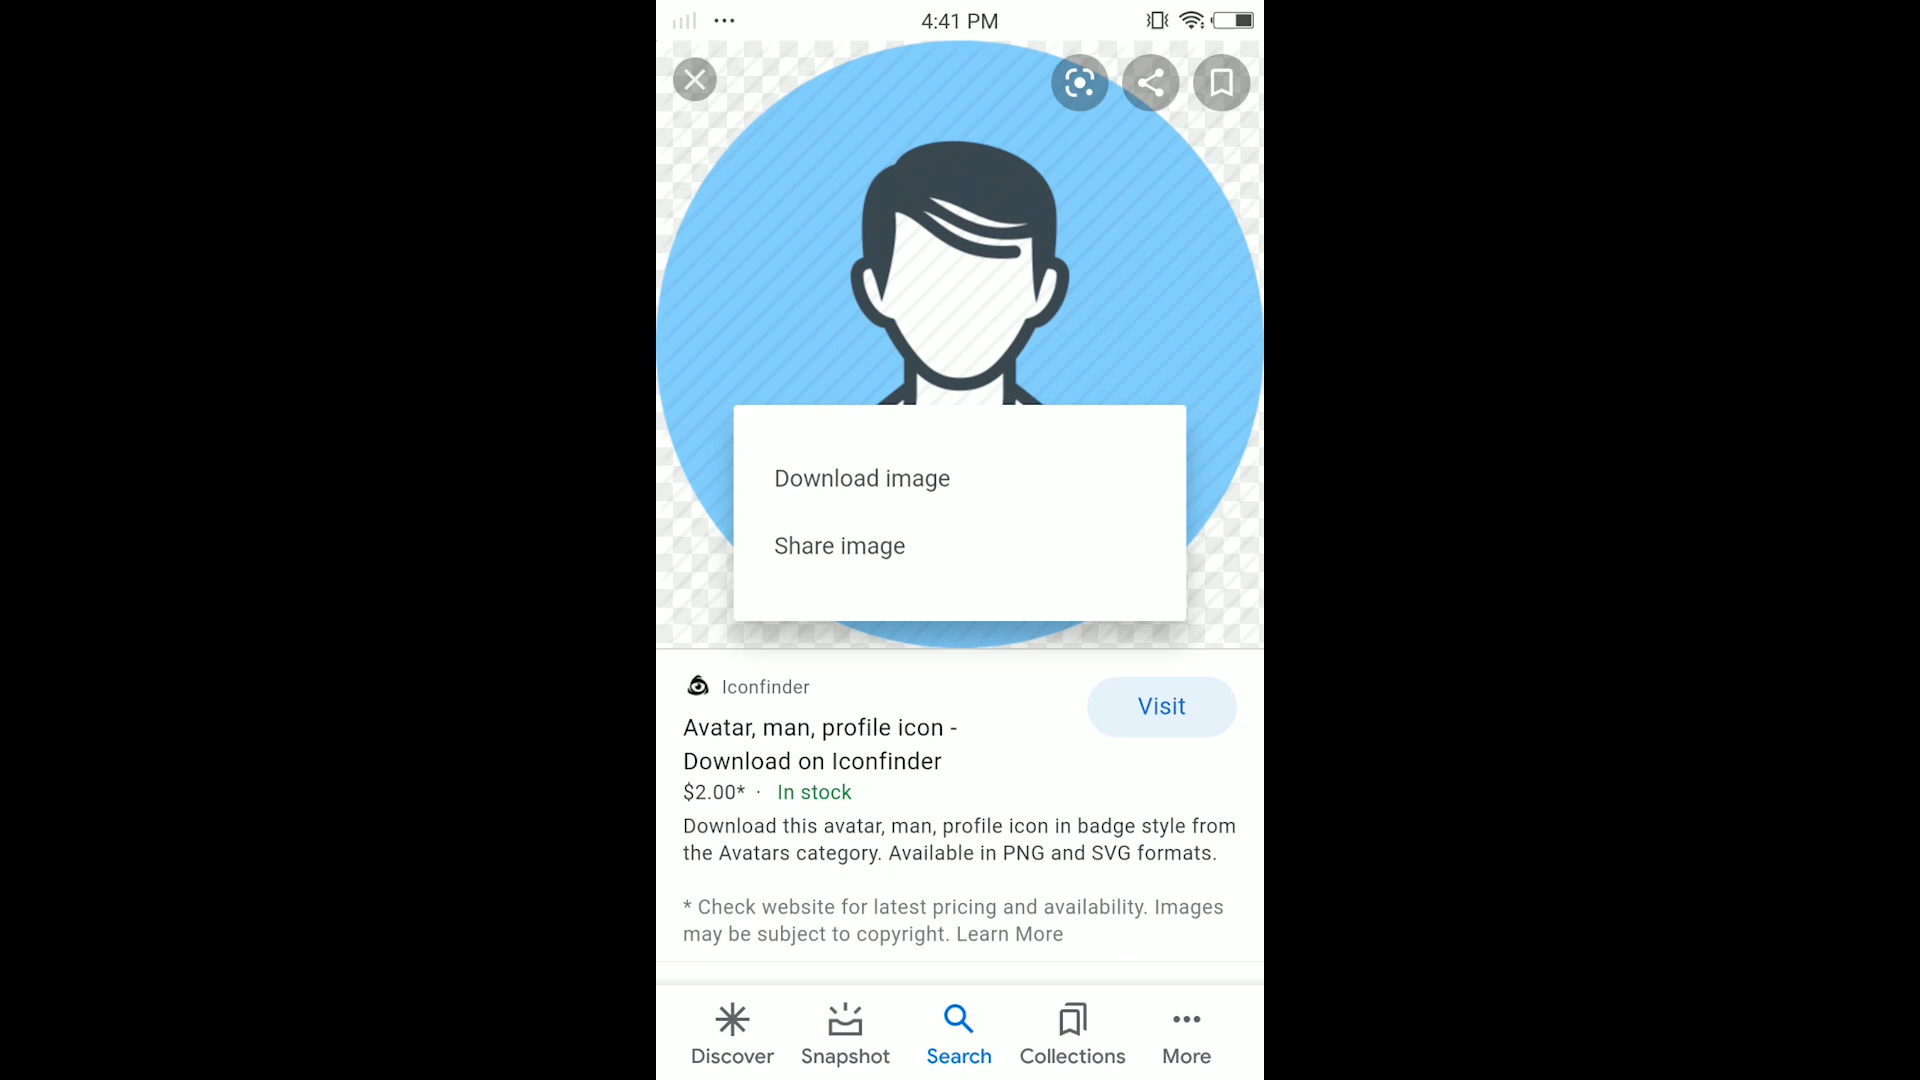 4:41 PM
Download image
Share image
Iconfinder
Visit
Avatar, man, profile icon -
Download on Iconfinder
$2.00* · In stock
Download this avatar, man, profile icon in badge style from
the Avatars category. Available in PNG and SVG formats.
* Check website for latest pricing and availability. Images
may be subject to copyright. Learn More
Discover
Snapshot
Search
Collections
More